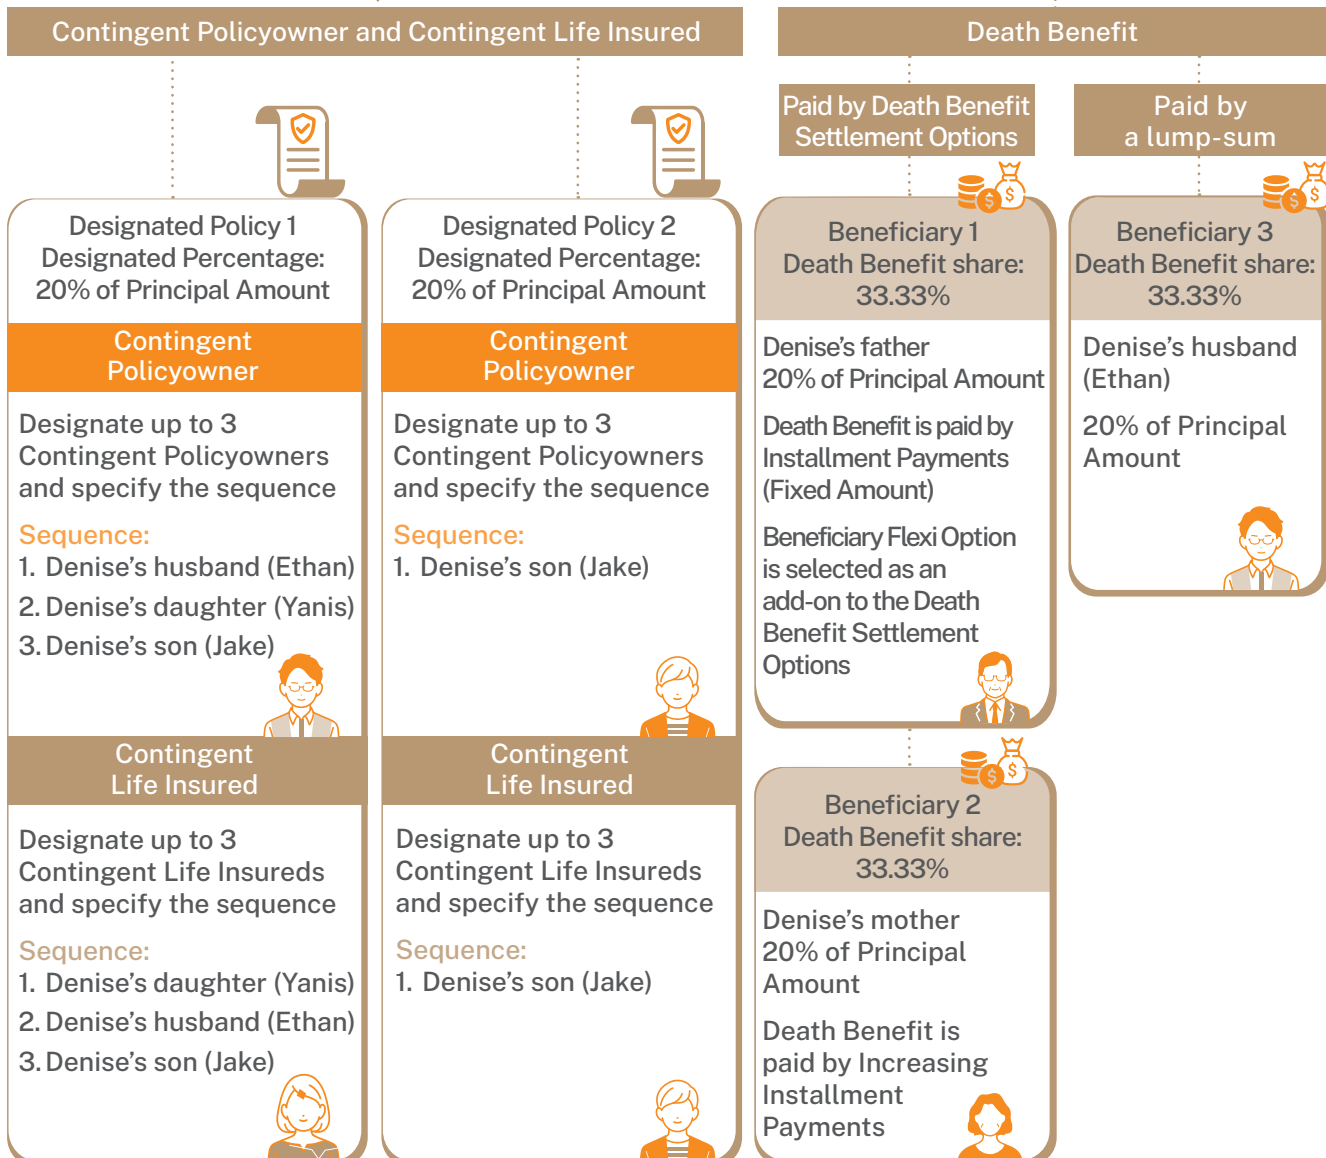 Contingent Policyowner and Contingent Life Insured
Designated Policy 1
Designated Percentage:
20% of Principal Amount
Contingent
Policyowner
Designate up to 3
Contingent Policyowners
and specify the sequence
Sequence:
1. Denise's husband (Ethan)
2. Denise's daughter (Yanis)
3. Denise's son (Jake)
Contingent
Life Insured
Designate up to 3
Contingent Life Insureds
and specify the sequence
Sequence:
1. Denise's daughter (Yanis)
2. Denise's husband (Ethan)
3. Denise's son (Jake)
Designated Policy 2
Designated Percentage:
20% of Principal Amount
Contingent
Policyowner
Designate up to 3
Contingent Policyowners
and specify the sequence
Sequence:
1. Denise's son (Jake)
Contingent
Life Insured
Designate up to 3
Contingent Life Insureds
and specify the sequence
Sequence:
1. Denise's son (Jake)
Death Benefit
Paid by Death Benefit
Settlement Options
$
$
Beneficiary 1
Death Benefit share:
33.33%
Denise's father
20% of Principal Amount
Death Benefit is paid by
Installment Payments
(Fixed Amount)
Beneficiary Flexi Option
is selected as an
add-on to the Death
Benefit Settlement
Options
$
$
Beneficiary 2
Death Benefit share:
33.33%
Denise's mother
20% of Principal
Amount
Death Benefit is
paid by Increasing
Installment
Payments
Paid by
a lump-sum
$
$
Beneficiary 3
Death Benefit share:
33.33%
Denise's husband
(Ethan)
20% of Principal
Amount